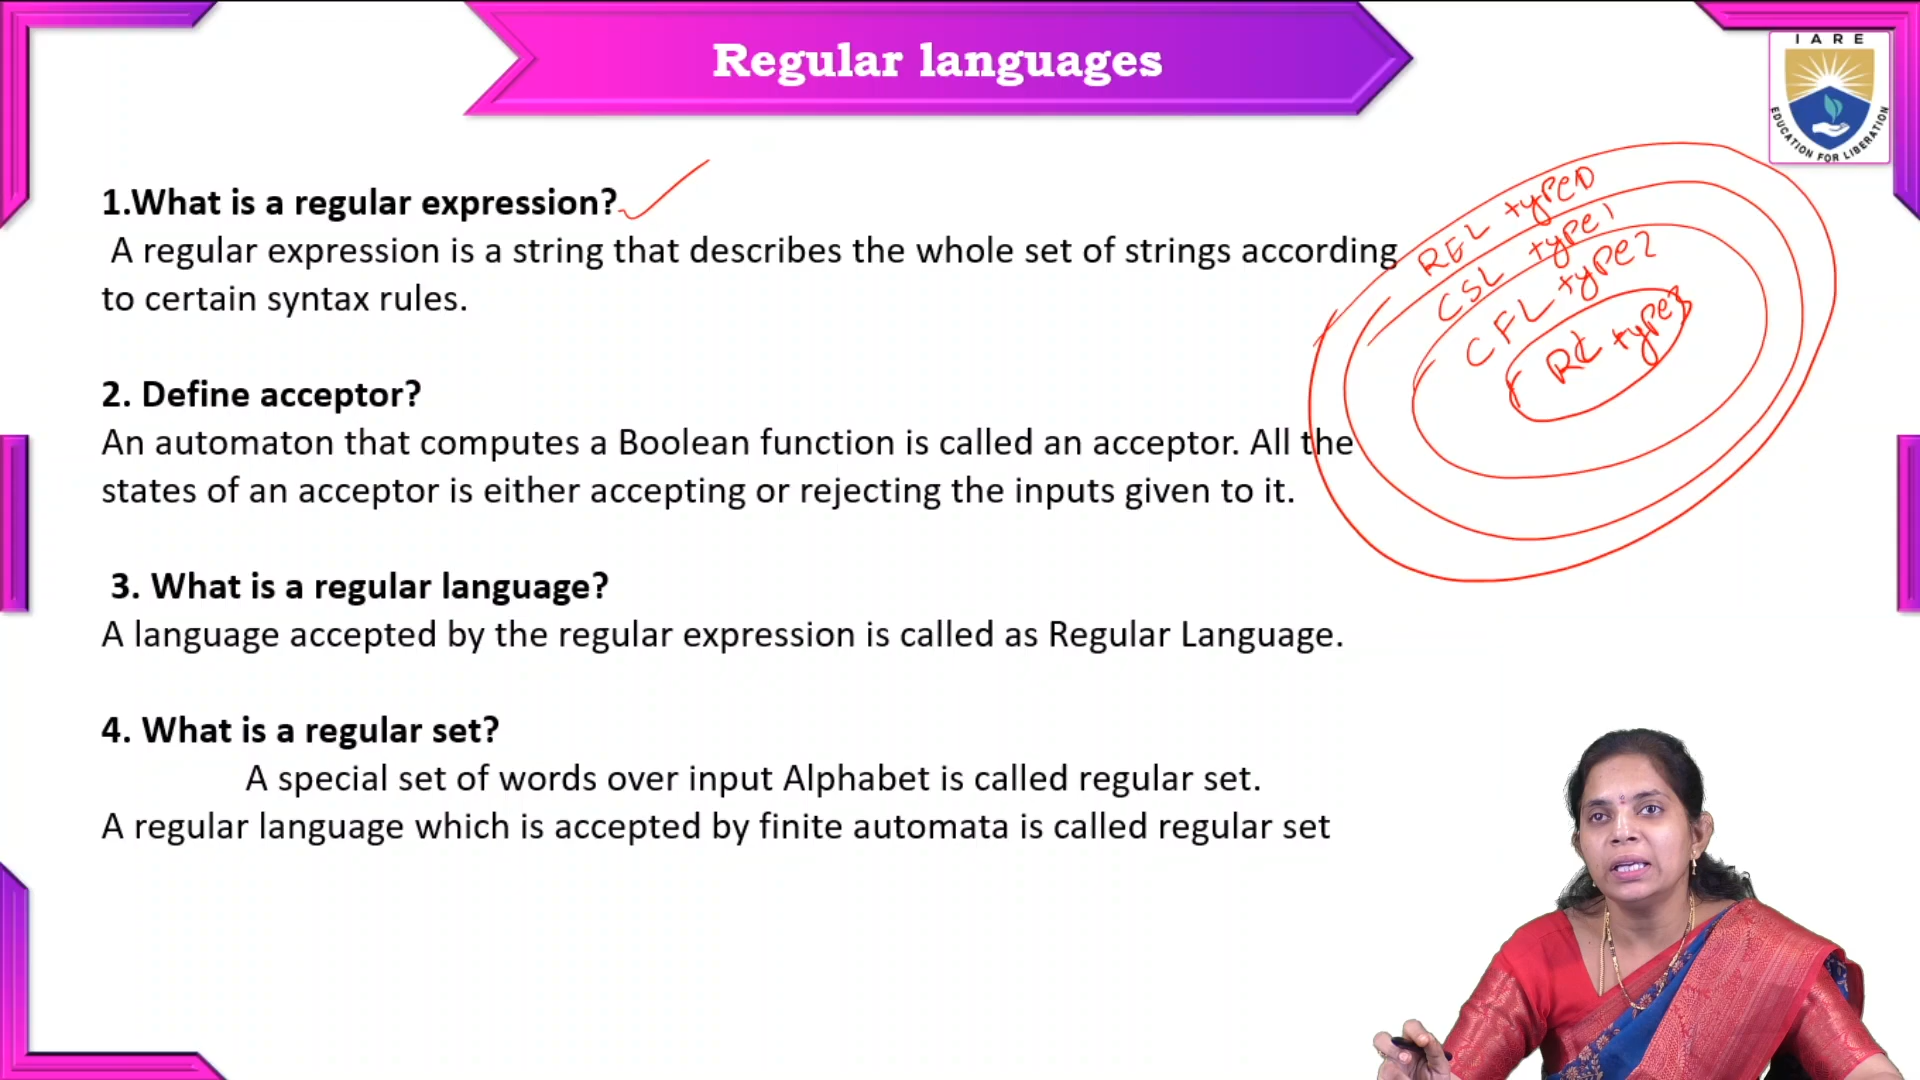 Regular languages
I A R E
EDUCATION FOR LIBERATION
1.What is a regular expression?
A regular expression is a string that describes the whole set of strings according
to certain syntax rules.
REL type0
CSL type1
CFL type2
RL type3
2. Define acceptor?
An automaton that computes a Boolean function is called an acceptor. All the
states of an acceptor is either accepting or rejecting the inputs given to it.
3. What is a regular language?
A language accepted by the regular expression is called as Regular Language.
4. What is a regular set?
A special set of words over input Alphabet is called regular set.
A regular language which is accepted by finite automata is called regular set